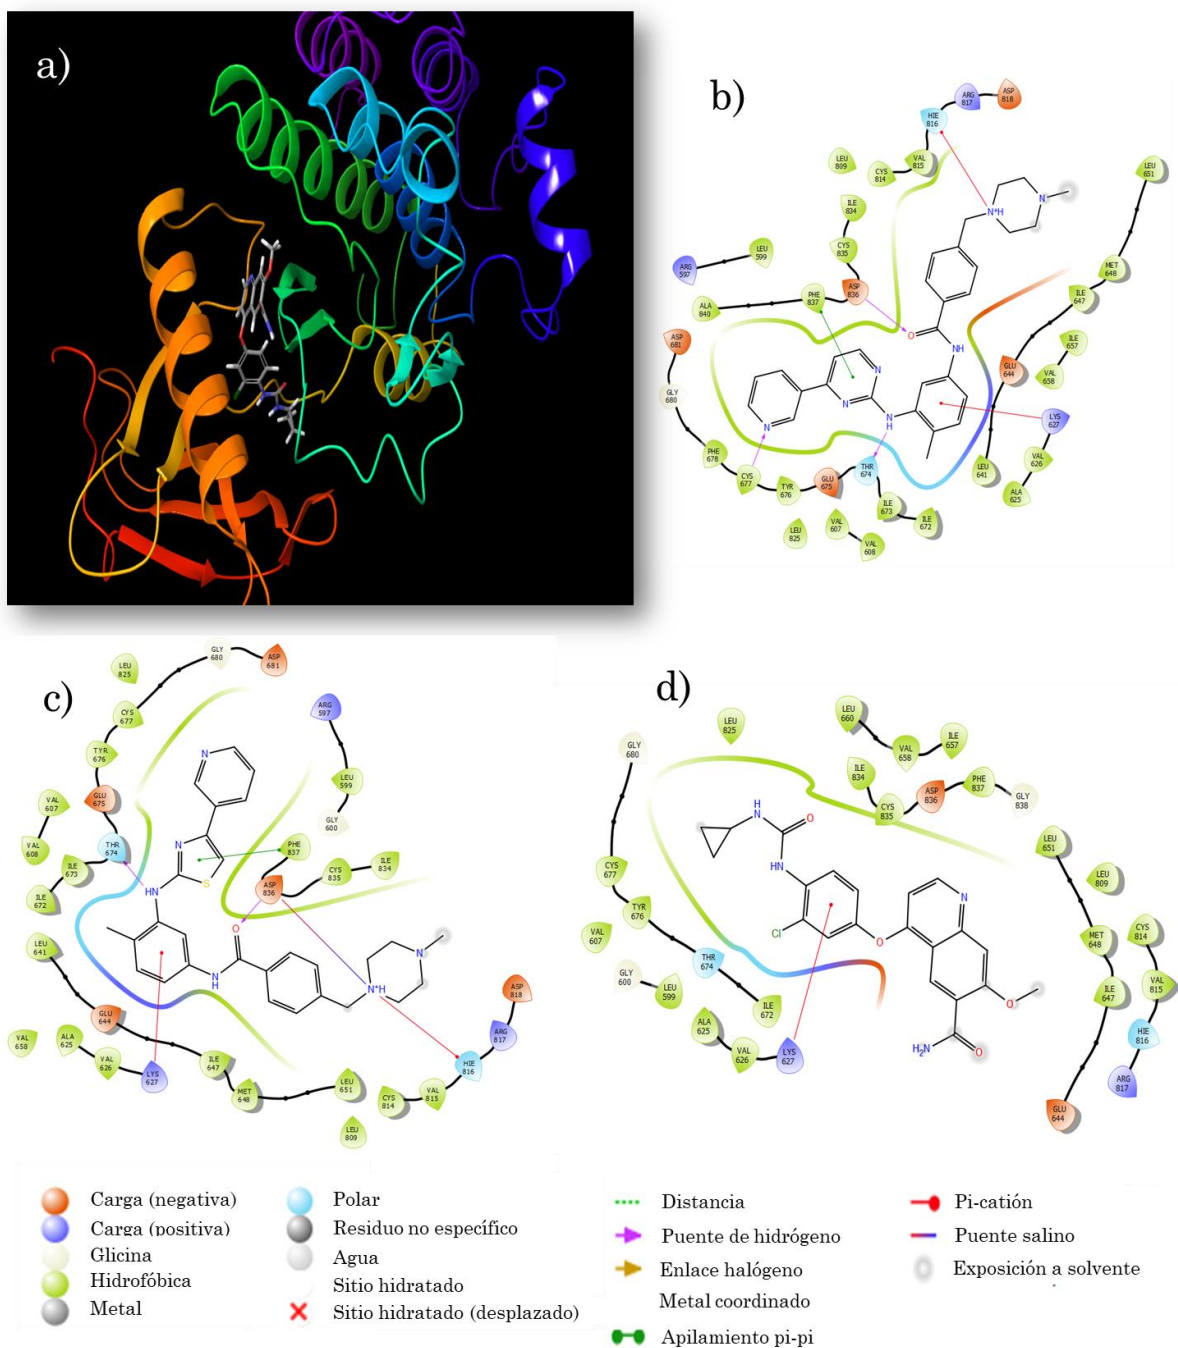 a)
b)
ARG
817
ASP
818
HIE
816
LEU
809
CYS
814
VAL
815
LEU
651
ILE
834
CYS
835
N⁺H
N
ARG
597
LEU
599
MET
648
ALA
840
PHE
837
ASP
836
ILE
647
O
NH
ASP
681
ILE
657
GLU
644
VAL
658
GLY
680
N
N
N
N
H
LYS
627
PHE
678
CYS
677
TYR
676
GLU
675
THR
674
LEU
641
VAL
626
ALA
625
ILE
673
ILE
672
LEU
825
VAL
607
VAL
608
c)
GLY
680
ASP
681
LEU
825
CYS
677
ARG
597
TYR
676
N
GLU
675
LEU
599
VAL
607
GLY
600
VAL
608
THR
674
N
S
PHE
837
ILE
673
CYS
835
ILE
834
ILE
672
HN
ASP
836
O
LEU
641
N
H
N
N⁺H
GLU
644
ASP
818
ARG
817
VAL
658
ALA
625
VAL
626
LYS
627
ILE
647
MET
648
LEU
651
HIE
816
CYS
814
VAL
815
LEU
809
d)
LEU
825
LEU
660
VAL
658
ILE
657
GLY
680
ILE
834
CYS
835
ASP
836
PHE
837
GLY
838
H
N
O
NH
LEU
651
LEU
809
CYS
677
N
TYR
676
Cl
O
VAL
607
THR
674
MET
648
CYS
814
GLY
600
LEU
599
ILE
672
O
ILE
647
VAL
815
ALA
625
VAL
626
LYS
627
H₂N
O
HIE
816
ARG
817
GLU
644
Carga (negativa)
Carga (positiva)
Glicina
Hidrofóbica
Metal
Polar
Residuo no específico
Agua
Sitio hidratado
Sitio hidratado (desplazado)
Distancia
Puente de hidrógeno
Enlace halógeno
Metal coordinado
Apilamiento pi-pi
Pi-catión
Puente salino
Exposición a solvente